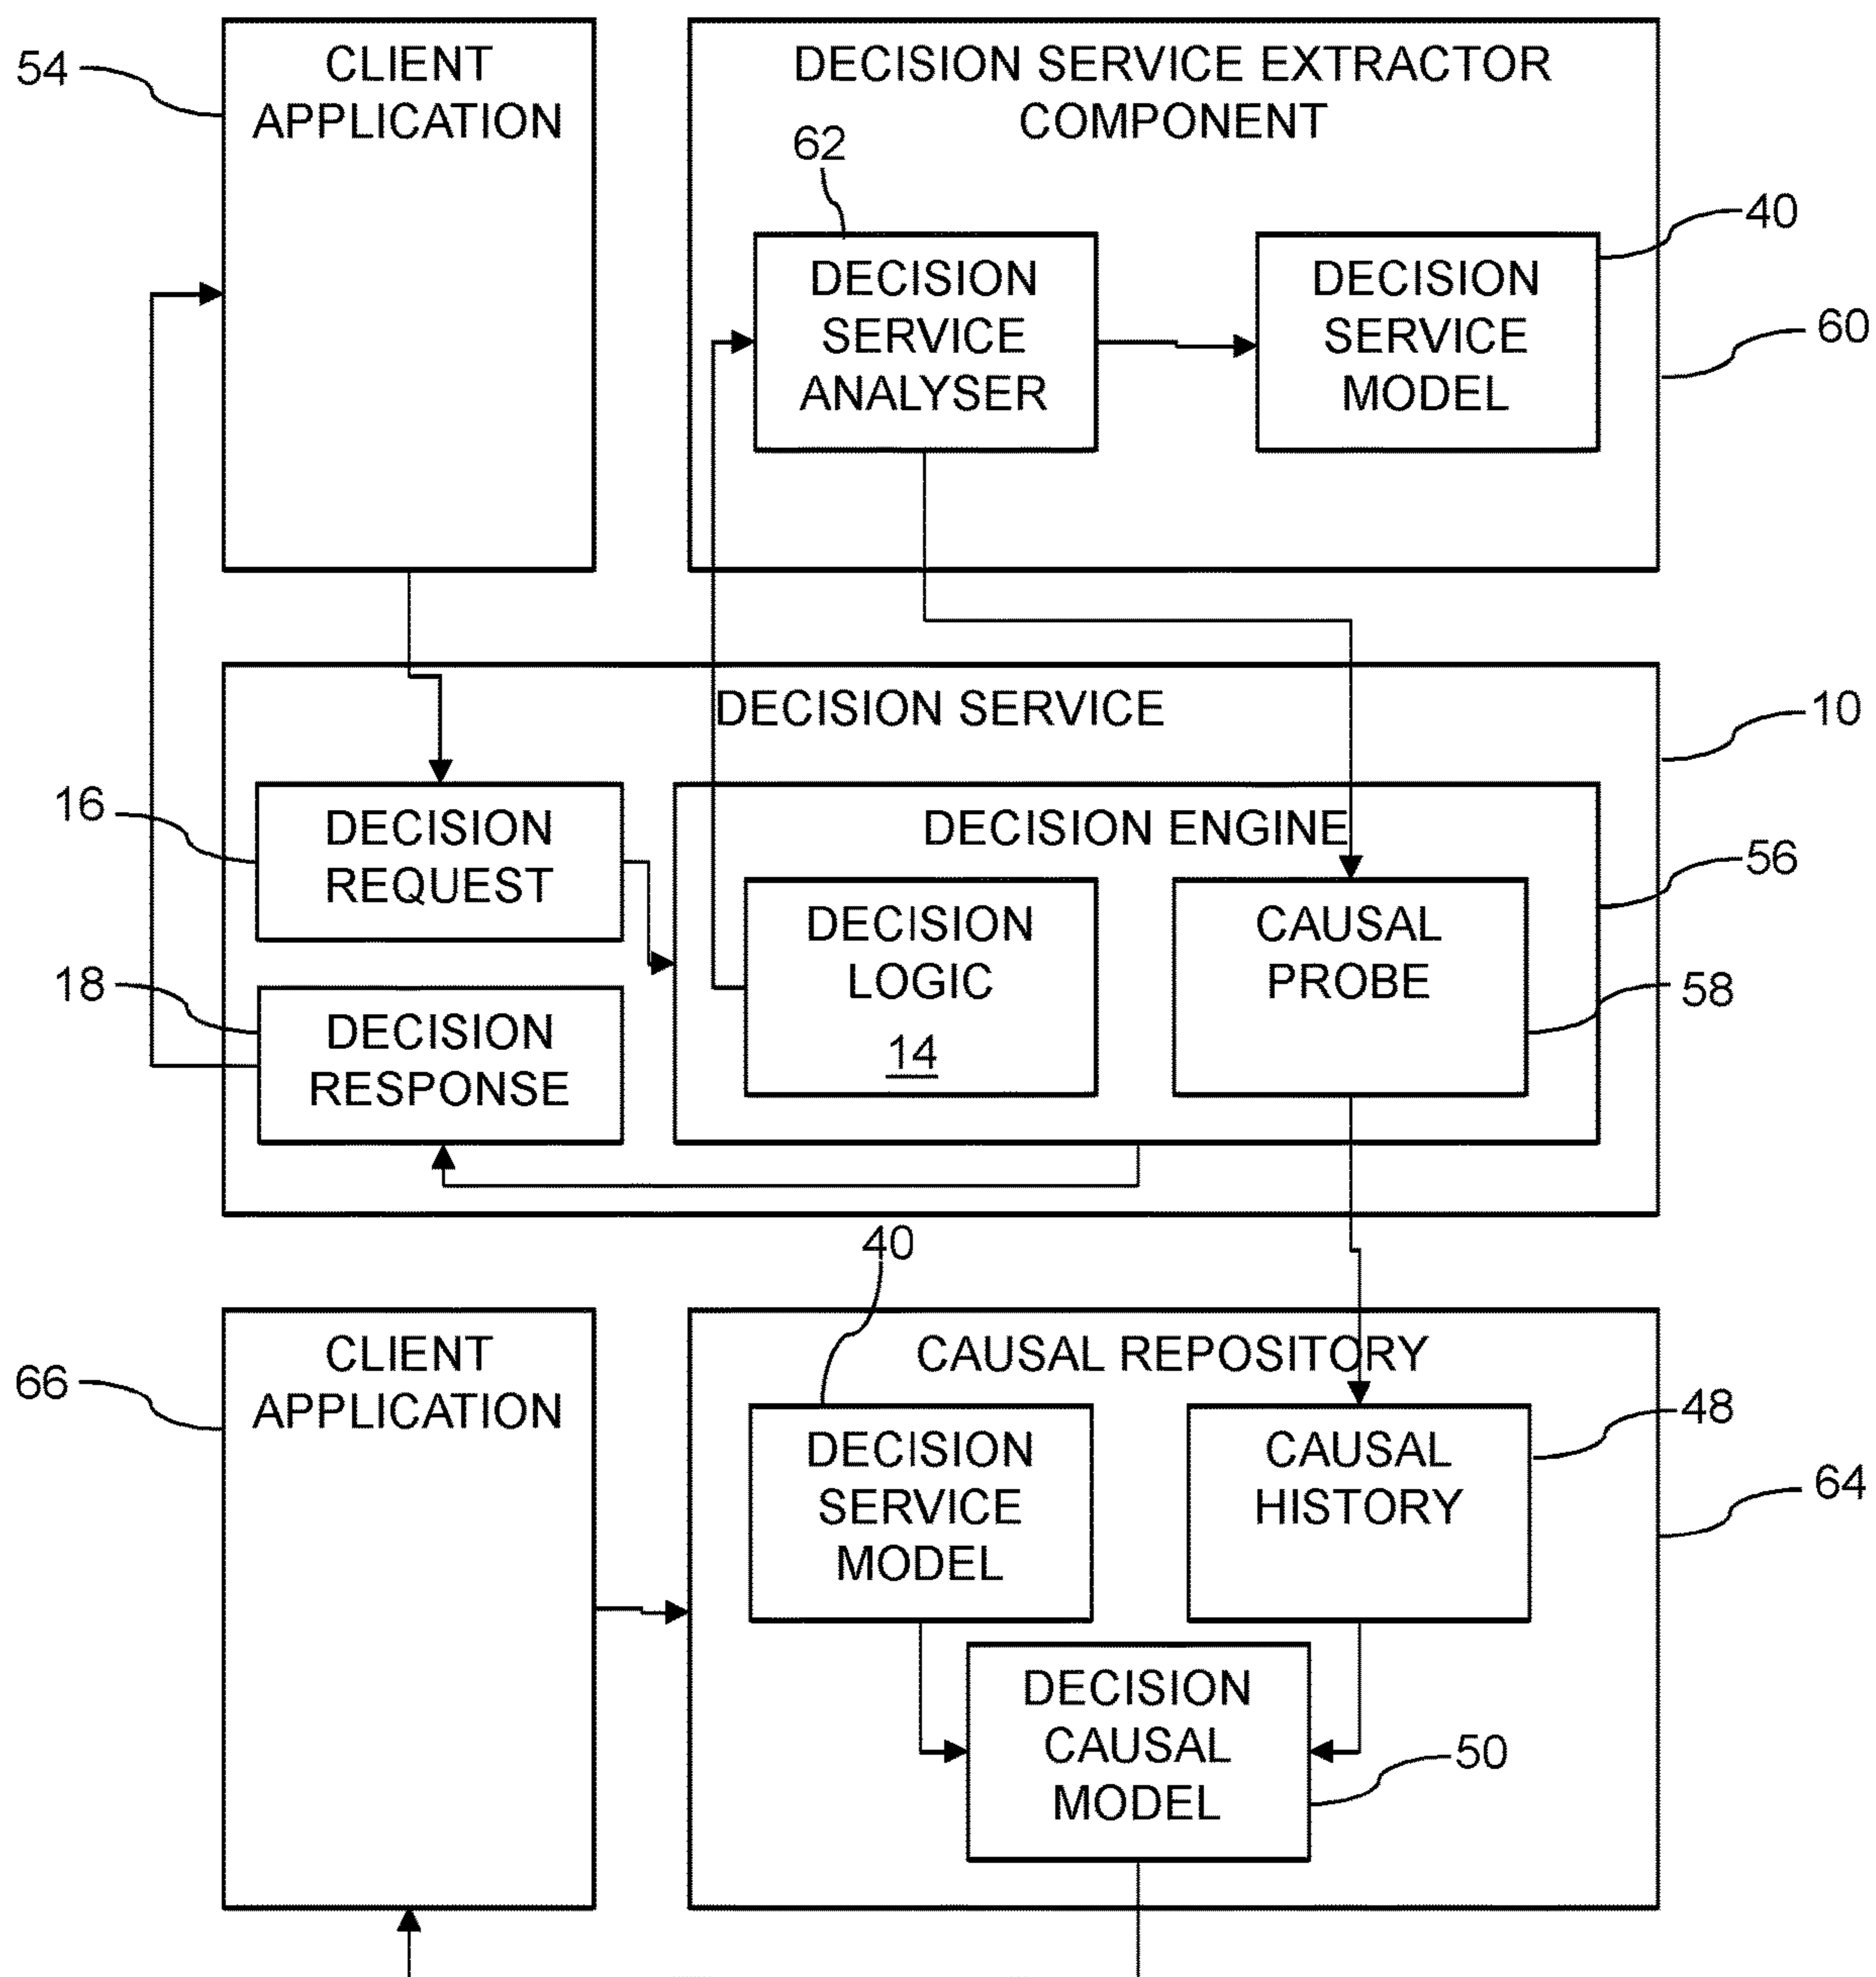 54
CLIENT
APPLICATION
DECISION SERVICE EXTRACTOR
COMPONENT
62
40
DECISION
SERVICE
ANALYSER
DECISION
SERVICE
MODEL
60
DECISION SERVICE
10
16
DECISION
REQUEST
DECISION ENGINE
56
DECISION
LOGIC
14
CAUSAL
PROBE
58
18
DECISION
RESPONSE
40
66
CLIENT
APPLICATION
CAUSAL REPOSITORY
48
DECISION
SERVICE
MODEL
CAUSAL
HISTORY
64
DECISION
CAUSAL
MODEL
50